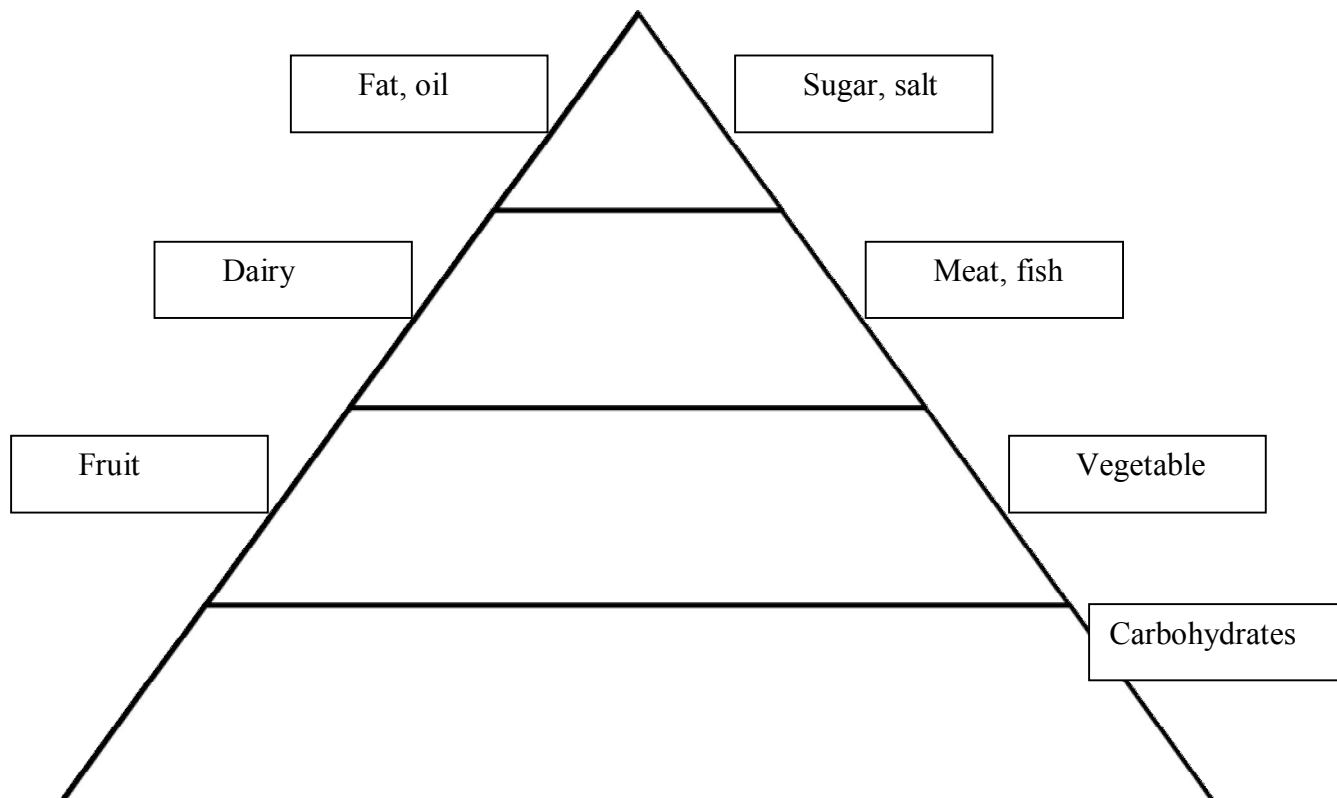 Fat, oil
Sugar, salt
Dairy
Meat, fish
Fruit
Vegetable
Carbohydrates